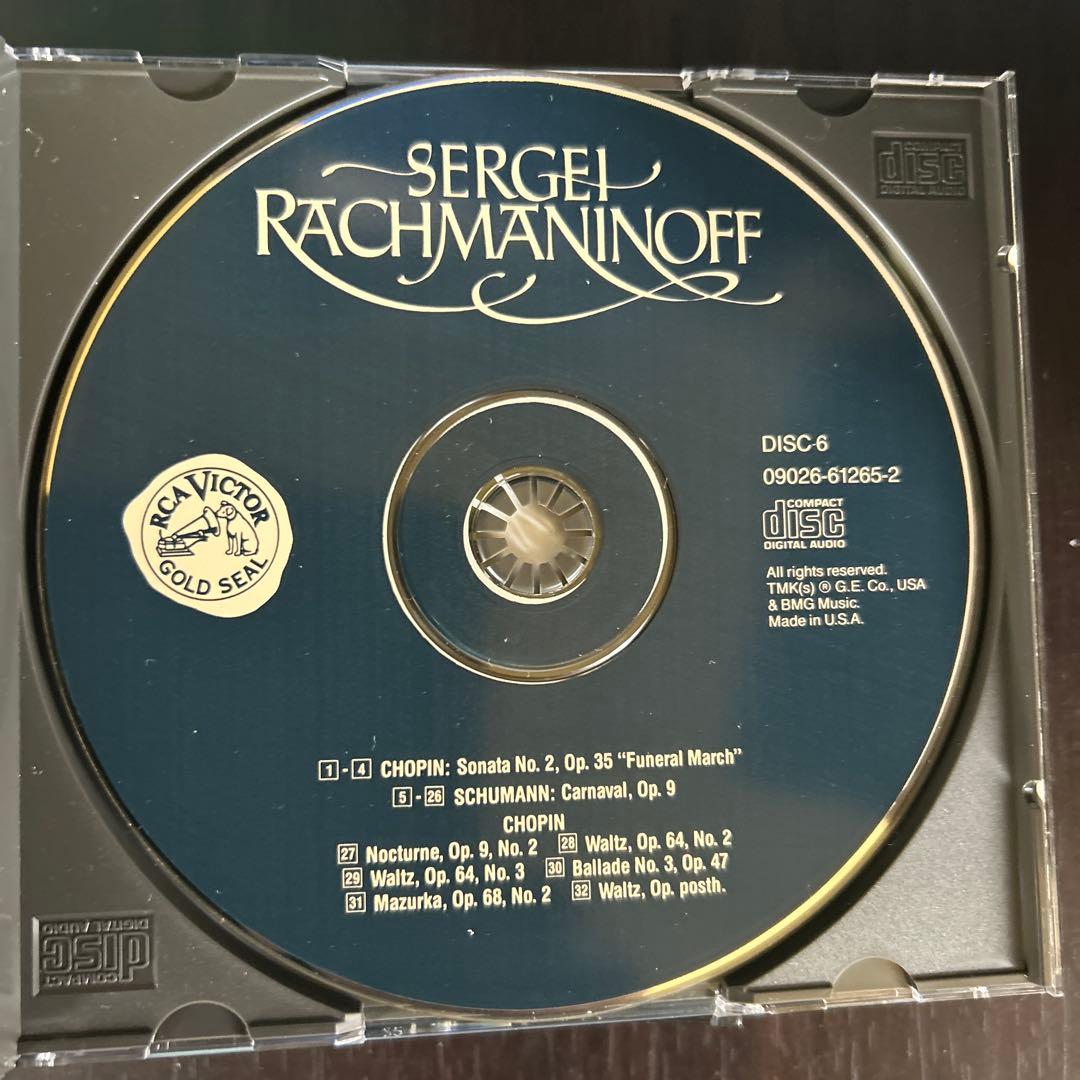 SERGEI
RACHMANINOFF
COMPACT
disc
DIGITAL AUDIO
RCA VICTOR
GOLD SEAL
DISC-6
09026-61265-2
COMPACT
disc
DIGITAL AUDIO
All rights reserved.
TMK(s) ® G.E. Co., USA
& BMG Music.
Made in U.S.A.
1 - 4 CHOPIN: Sonata No. 2, Op. 35 “Funeral March”
5 - 26 SCHUMANN: Carnaval, Op. 9
CHOPIN
27 Nocturne, Op. 9, No. 2 28 Waltz, Op. 64, No. 2
29 Waltz, Op. 64, No. 3 30 Ballade No. 3, Op. 47
31 Mazurka, Op. 68, No. 2 32 Waltz, Op. posth.
COMPACT
disc
DIGITAL AUDIO